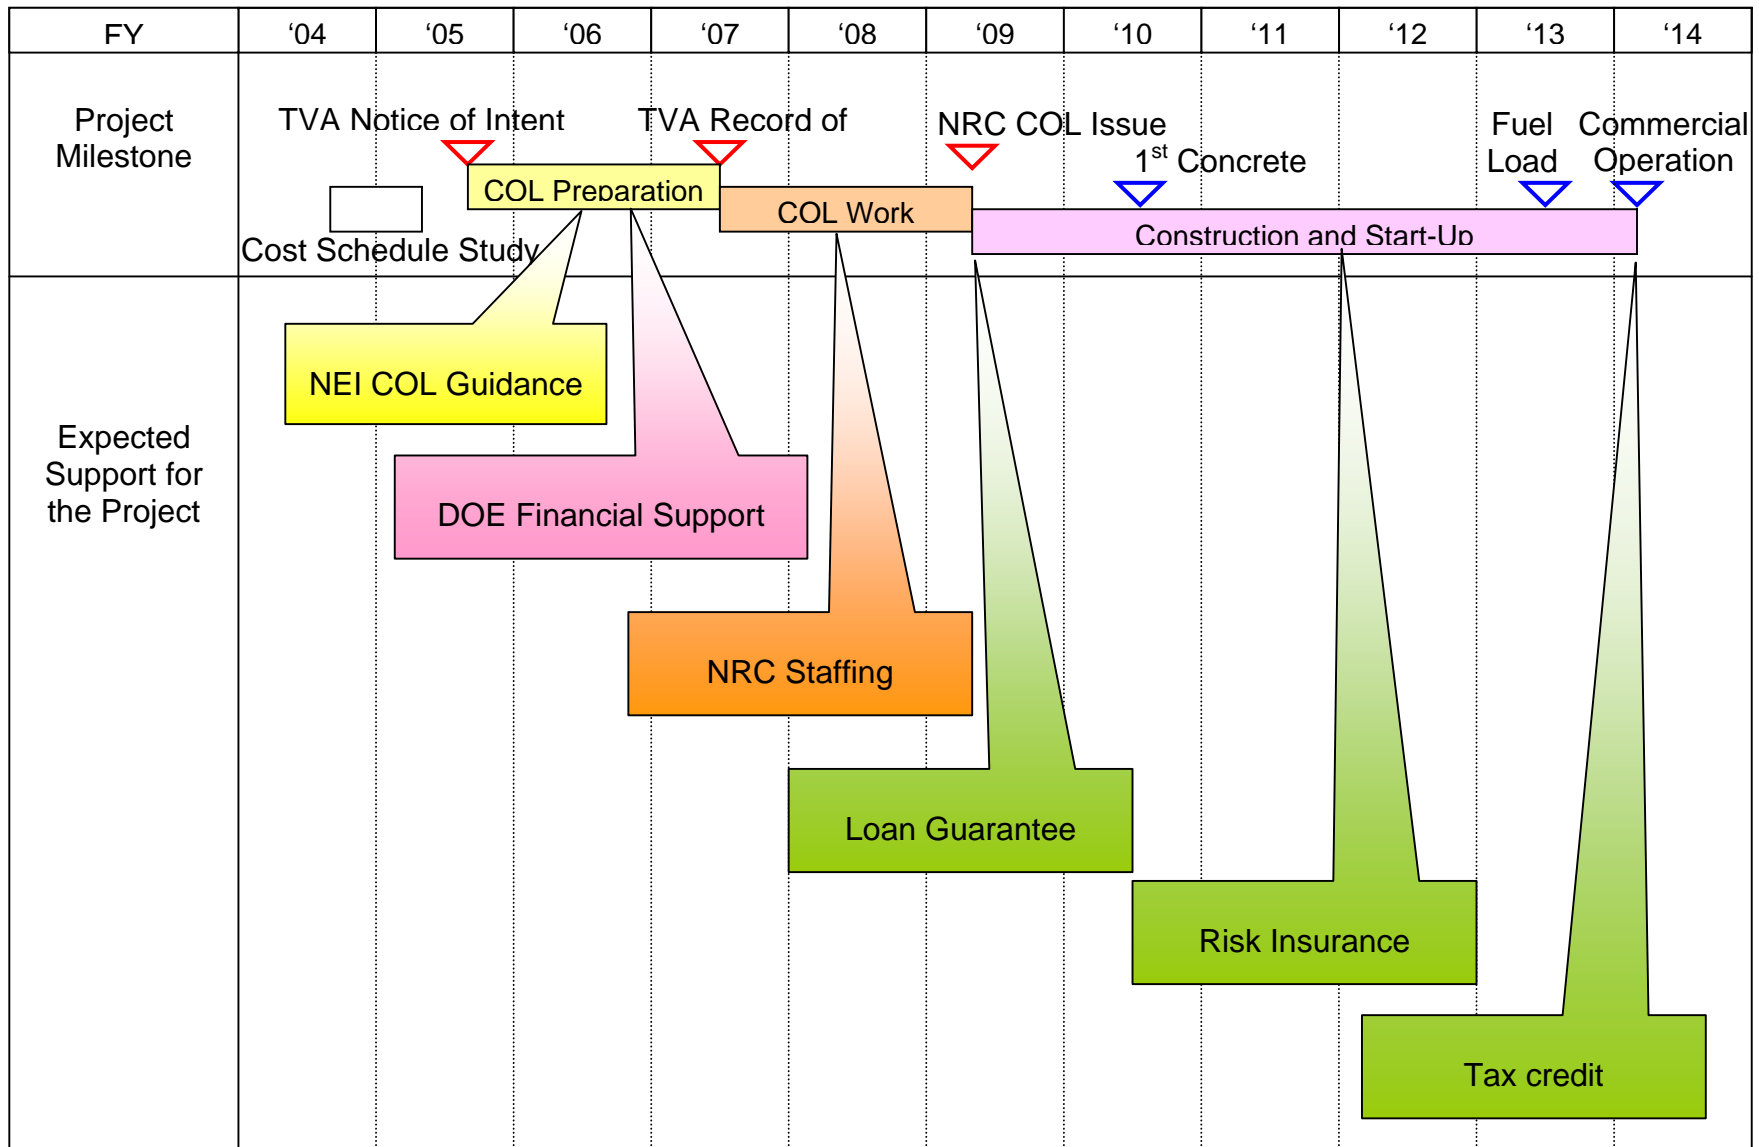 FY ‘04 ‘05 ‘06 ‘07 ‘08 ‘09 ‘10 ‘11 ‘12 ‘13 ‘14
Project
Milestone
TVA Notice of Intent
TVA Record of
NRC COL Issue
1st Concrete
Fuel
Load
Commercial
Operation
COL Preparation
COL Work
Construction and Start-Up
Cost Schedule Study
Expected
Support for
the Project
NEI COL Guidance
DOE Financial Support
NRC Staffing
Loan Guarantee
Risk Insurance
Tax credit